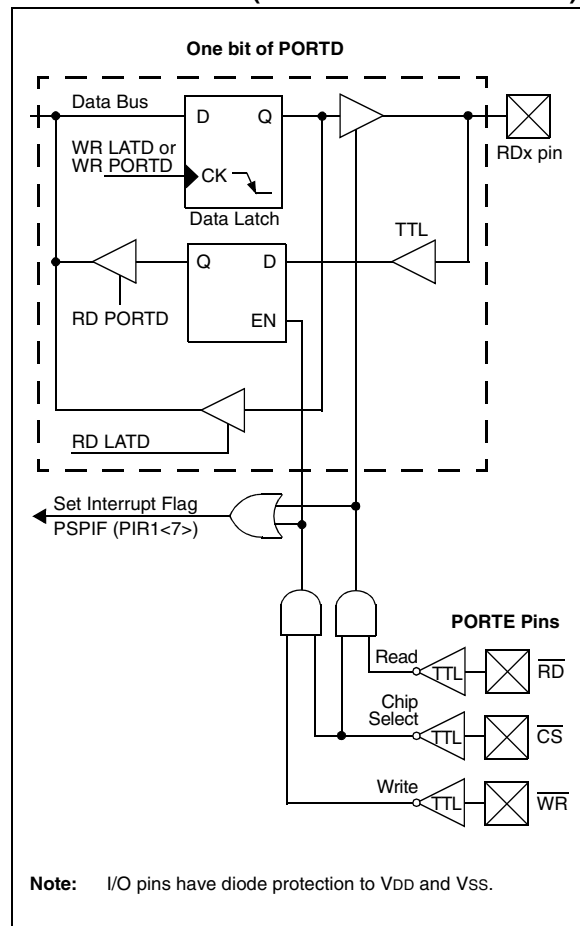 One bit of PORTD
Data Bus
D Q
WR LATD or
WR PORTD
CK
Data Latch
RDx pin
TTL
Q D
EN
RD PORTD
RD LATD
Set Interrupt Flag
PSPIF (PIR1<7>)
PORTE Pins
Read
TTL
RD
Chip
Select
TTL
CS
Write
TTL
WR
Note: I/O pins have diode protection to VDD and VSS.